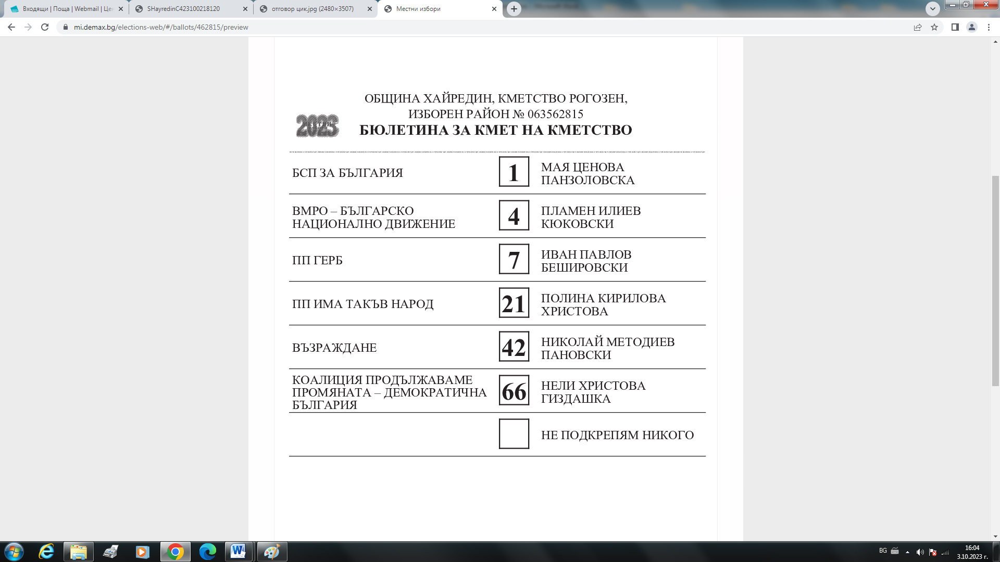 Входящи | Поща | Webmail | Це
SHayredinC423100218120
отговор цик.jpg (2480×3507)
Местни избори
mi.demax.bg/elections-web/#/ballots/462815/preview
ОБЩИНА ХАЙРЕДИН, КМЕТСТВО РОГОЗЕН,
ИЗБОРЕН РАЙОН № 063562815
2023
БЮЛЕТИНА ЗА КМЕТ НА КМЕТСТВО
БСП ЗА БЪЛГАРИЯ
1
МАЯ ЦЕНОВА
ПАНЗОЛОВСКА
ВМРО – БЪЛГАРСКО
НАЦИОНАЛНО ДВИЖЕНИЕ
4
ПЛАМЕН ИЛИЕВ
КЮКОВСКИ
ПП ГЕРБ
7
ИВАН ПАВЛОВ
БЕШИРОВСКИ
ПП ИМА ТАКЪВ НАРОД
21
ПОЛИНА КИРИЛОВА
ХРИСТОВА
ВЪЗРАЖДАНЕ
42
НИКОЛАЙ МЕТОДИЕВ
ПАНОВСКИ
КОАЛИЦИЯ ПРОДЪЛЖАВАМЕ
ПРОМЯНАТА – ДЕМОКРАТИЧНА
БЪЛГАРИЯ
66
НЕЛИ ХРИСТОВА
ГИЗДАШКА
НЕ ПОДКРЕПЯМ НИКОГО
BG
16:04
3.10.2023 г.